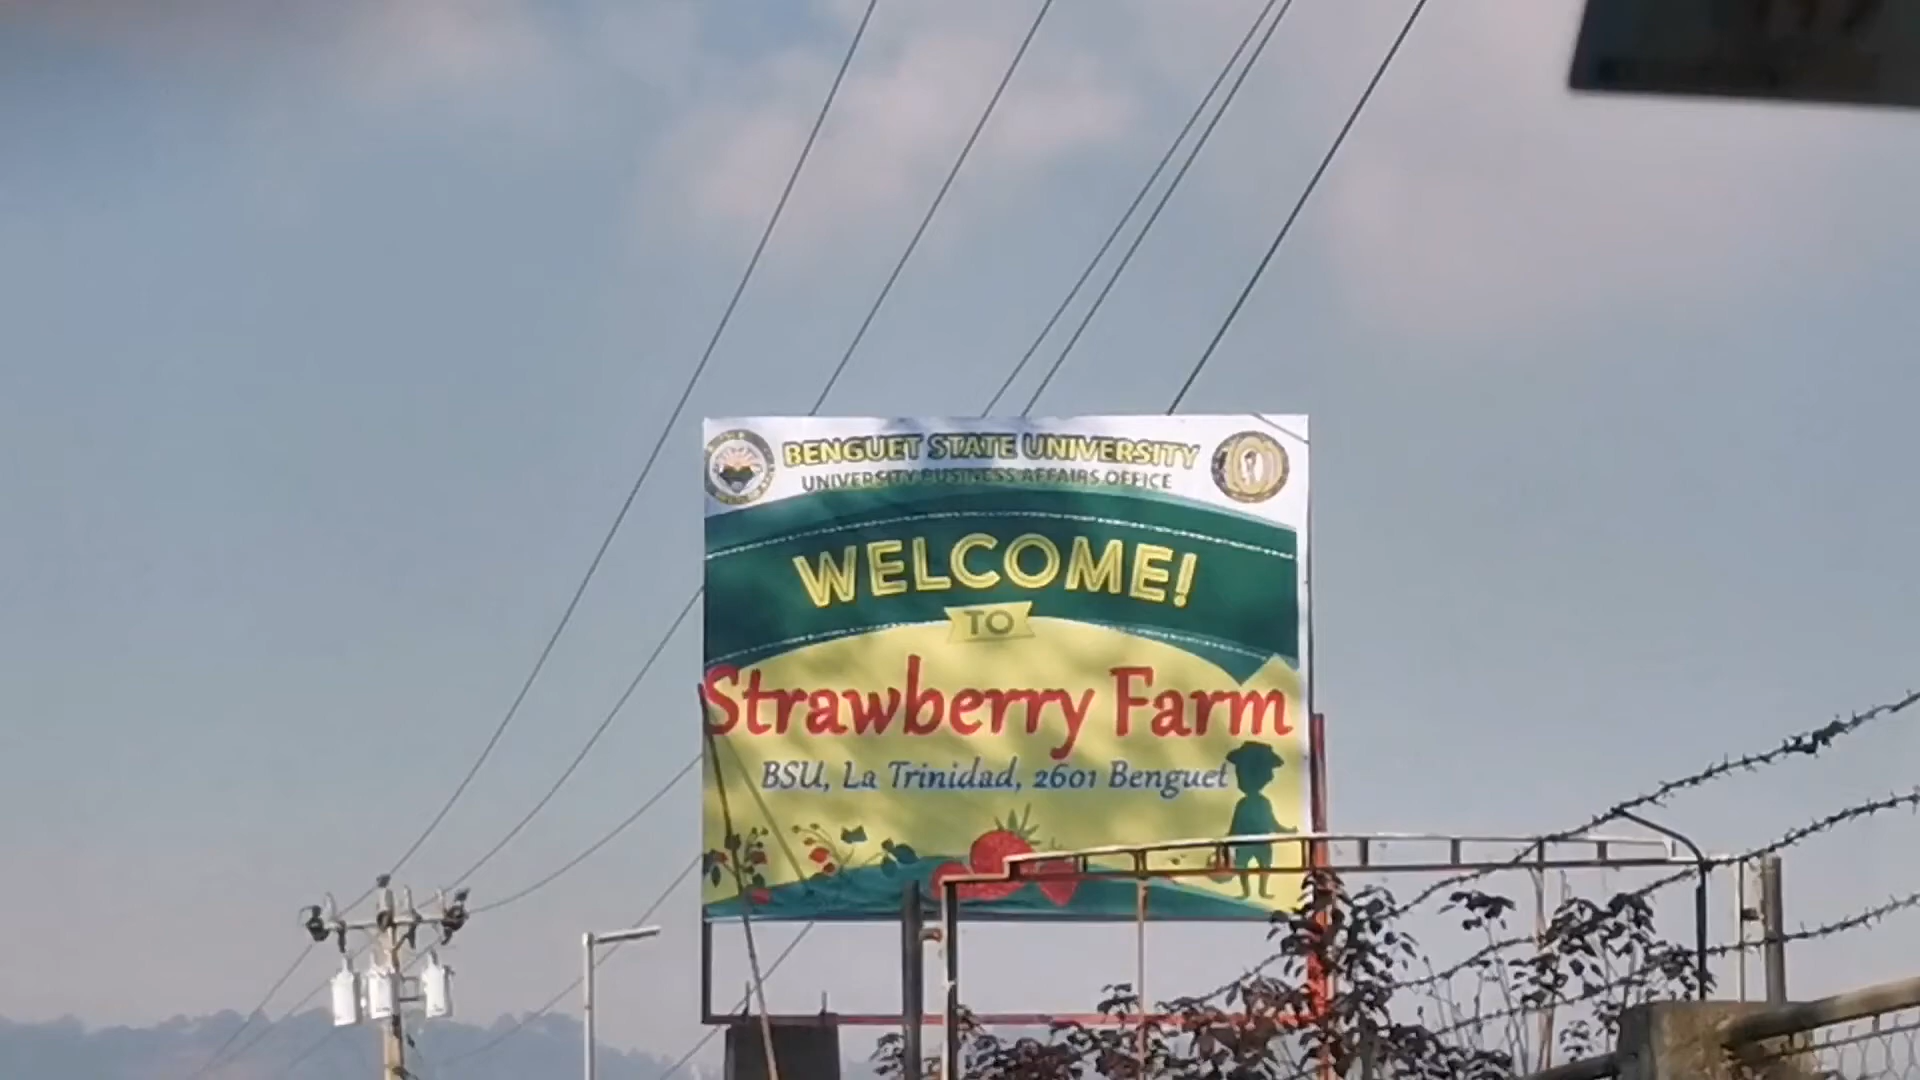 BENGUET STATE UNIVERSITY
UNIVERSITY BUSINESS AFFAIRS OFFICE
WELCOME!
TO
Strawberry Farm
BSU, La Trinidad, 2601 Benguet